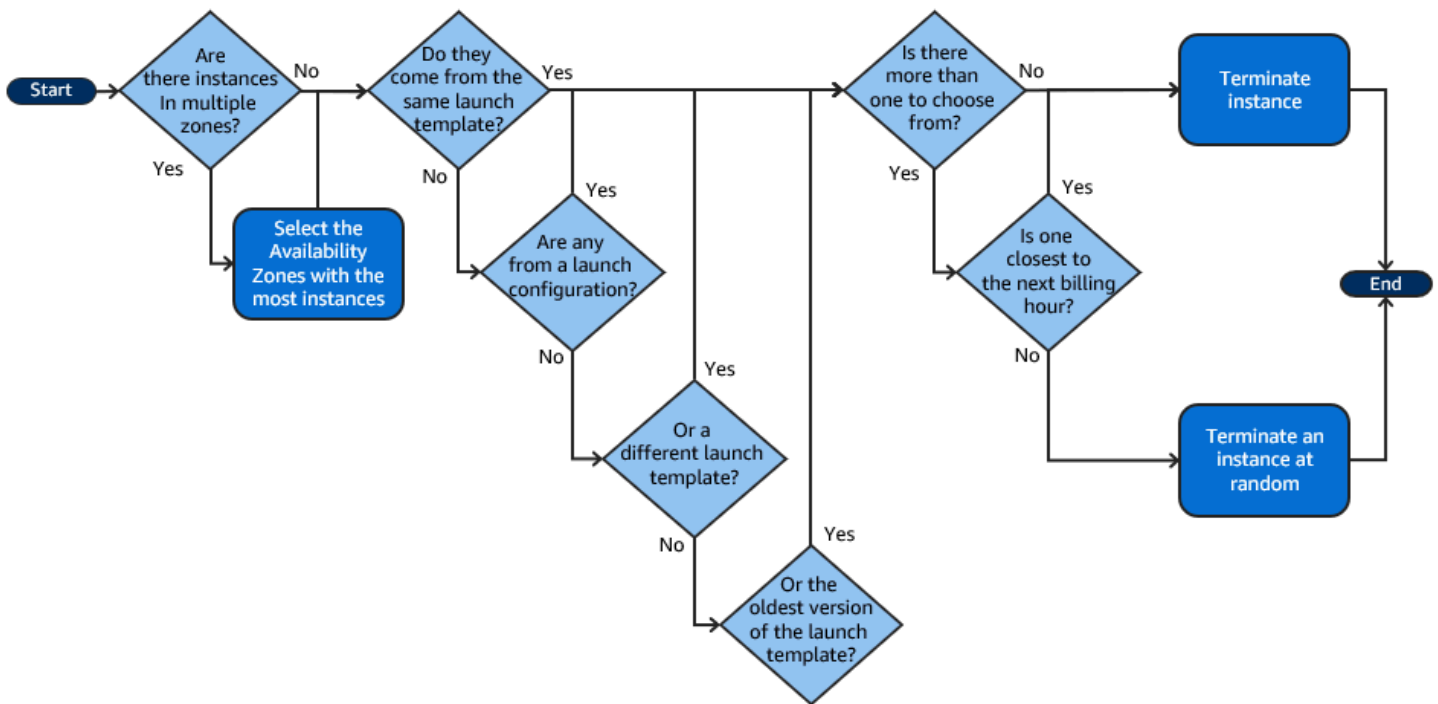 Start
Are
there instances
In multiple
zones?
No
Yes
Select the
Availability
Zones with the
most instances
Do they
come from the
same launch
template?
Yes
No
Are any
from a launch
configuration?
Yes
No
Or a
different launch
template?
Yes
No
Or the
oldest version
of the launch
template?
Yes
Is there
more than
one to choose
from?
No
Yes
Is one
closest to
the next billing
hour?
Yes
No
Terminate
instance
Terminate an
instance at
random
End